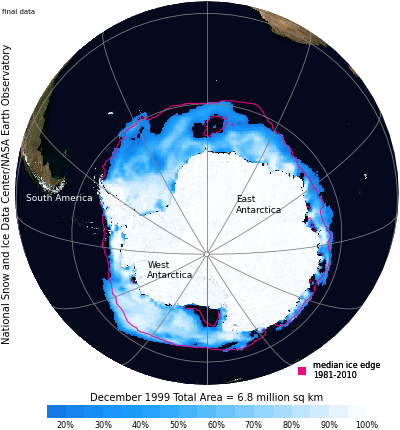 final data
National Snow and Ice Data Center/NASA Earth Observatory
South America
East
Antarctica
West
Antarctica
median ice edge
1981-2010
December 1999 Total Area = 6.8 million sq km
20% 30% 40% 50% 60% 70% 80% 90% 100%